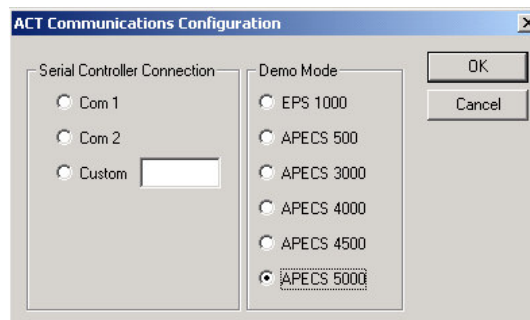 ACT Communications Configuration
Serial Controller Connection
Com 1
Com 2
Custom
Demo Mode
EPS 1000
APECS 500
APECS 3000
APECS 4000
APECS 4500
APECS 5000
OK
Cancel